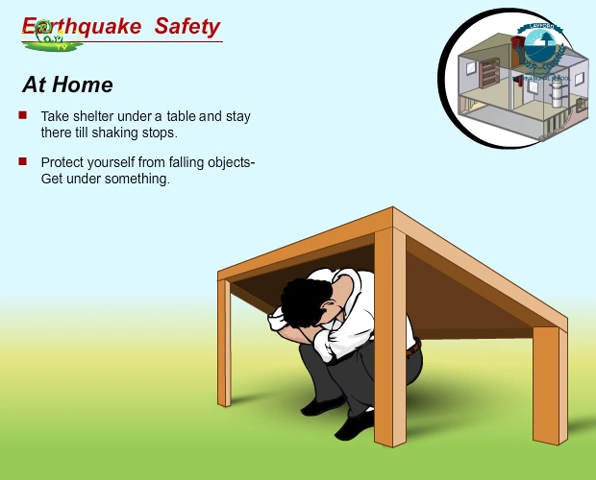 Earthquake Safety
At Home
Take shelter under a table and stay
there till shaking stops.
Protect yourself from falling objects-
Get under something.